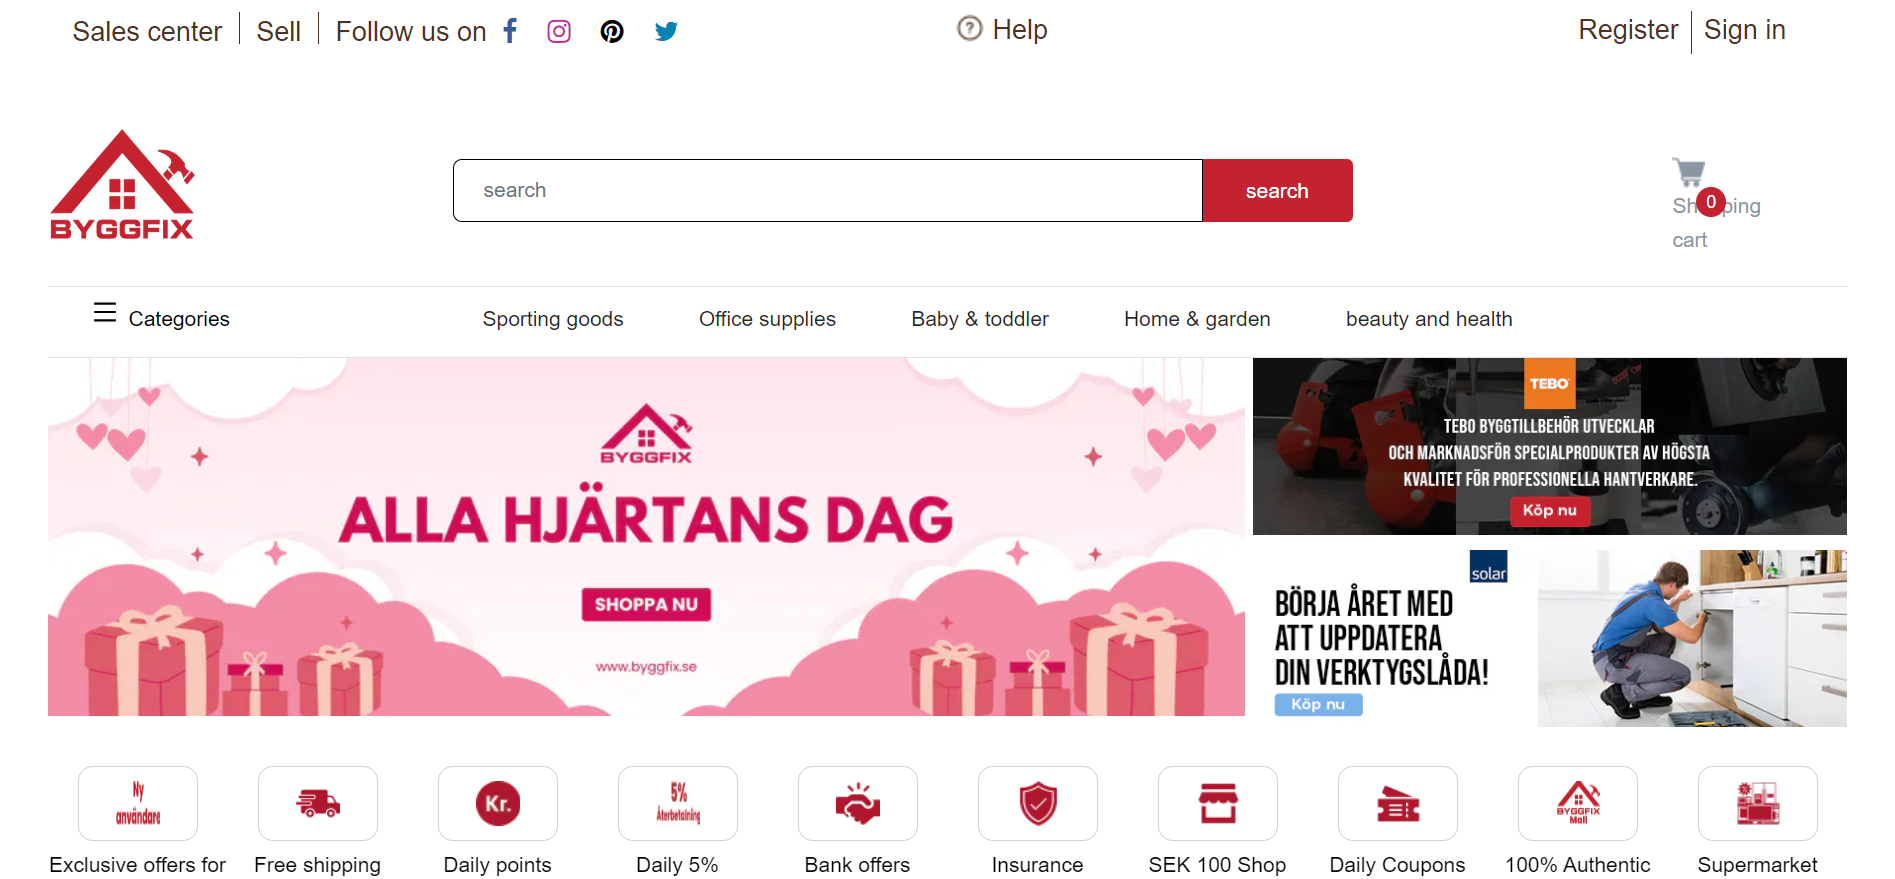 Sales center
Sell
Follow us on
Help
Register
Sign in
BYGGFIX
search
search
0
Shopping
cart
Categories
Sporting goods
Office supplies
Baby & toddler
Home & garden
beauty and health
BYGGFIX
ALLA HJÄRTANS DAG
SHOPPA NU
www.byggfix.se
TEBO
TEBO BYGGTILLBEHÖR UTVECKLAR
OCH MARKNADSFÖR SPECIALPRODUKTER AV HÖGSTA
KVALITET FÖR PROFESSIONELLA HANTVERKARE.
Köp nu
solar
BÖRJA ÅRET MED
ATT UPPDATERA
DIN VERKTYGSLÅDA!
Köp nu
Ny
användare
Kr.
5%
Återbetalning
BYGGFIX
Mall
Exclusive offers for
Free shipping
Daily points
Daily 5%
Bank offers
Insurance
SEK 100 Shop
Daily Coupons
100% Authentic
Supermarket